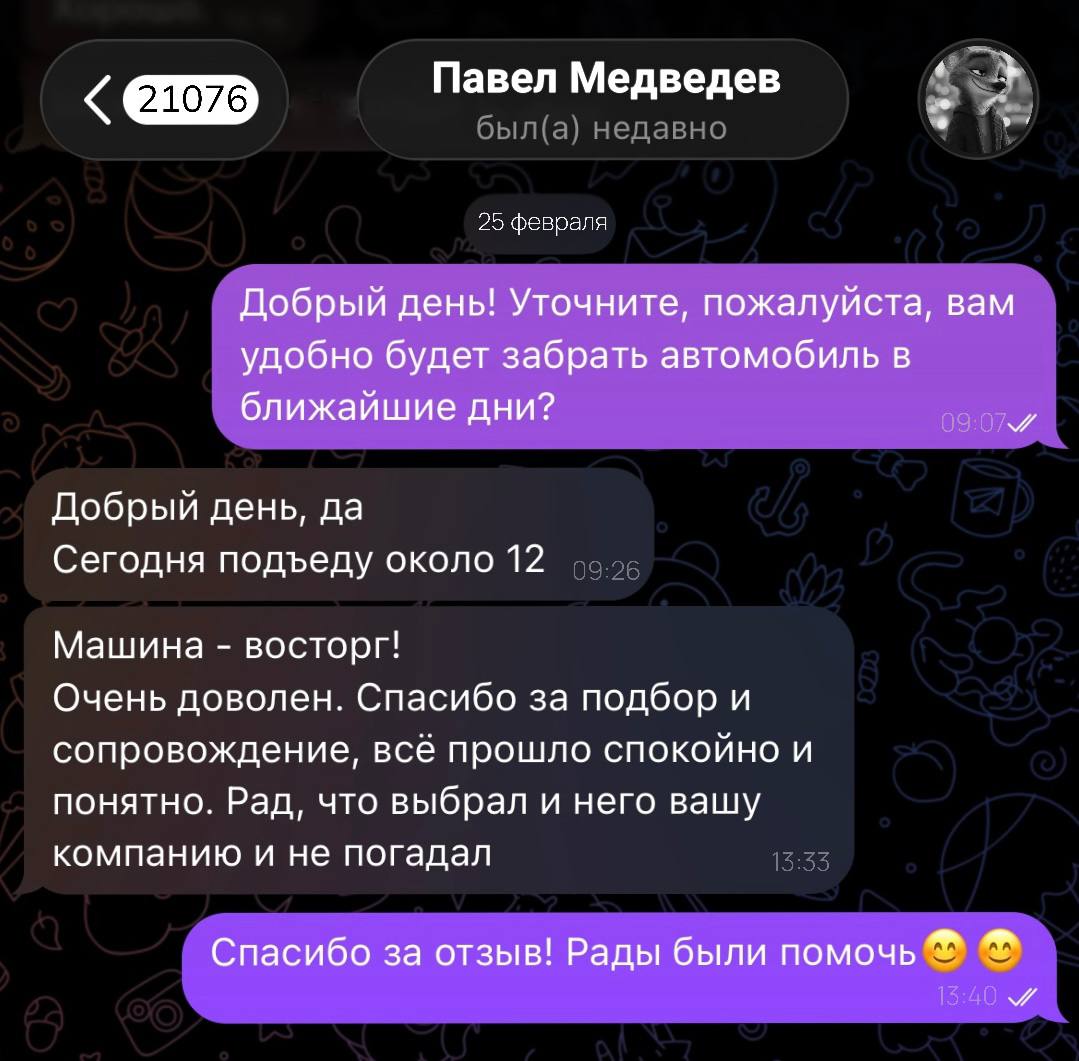 Хорошо.
21076
Павел Медведев
был(а) недавно
25 февраля
Добрый день! Уточните, пожалуйста, вам
удобно будет забрать автомобиль в
ближайшие дни?
09:07
Добрый день, да
Сегодня подъеду около 12
09:26
Машина - восторг!
Очень доволен. Спасибо за подбор и
сопровождение, всё прошло спокойно и
понятно. Рад, что выбрал и него вашу
компанию и не погадал
13:33
Спасибо за отзыв! Рады были помочь😊 😊
13:40